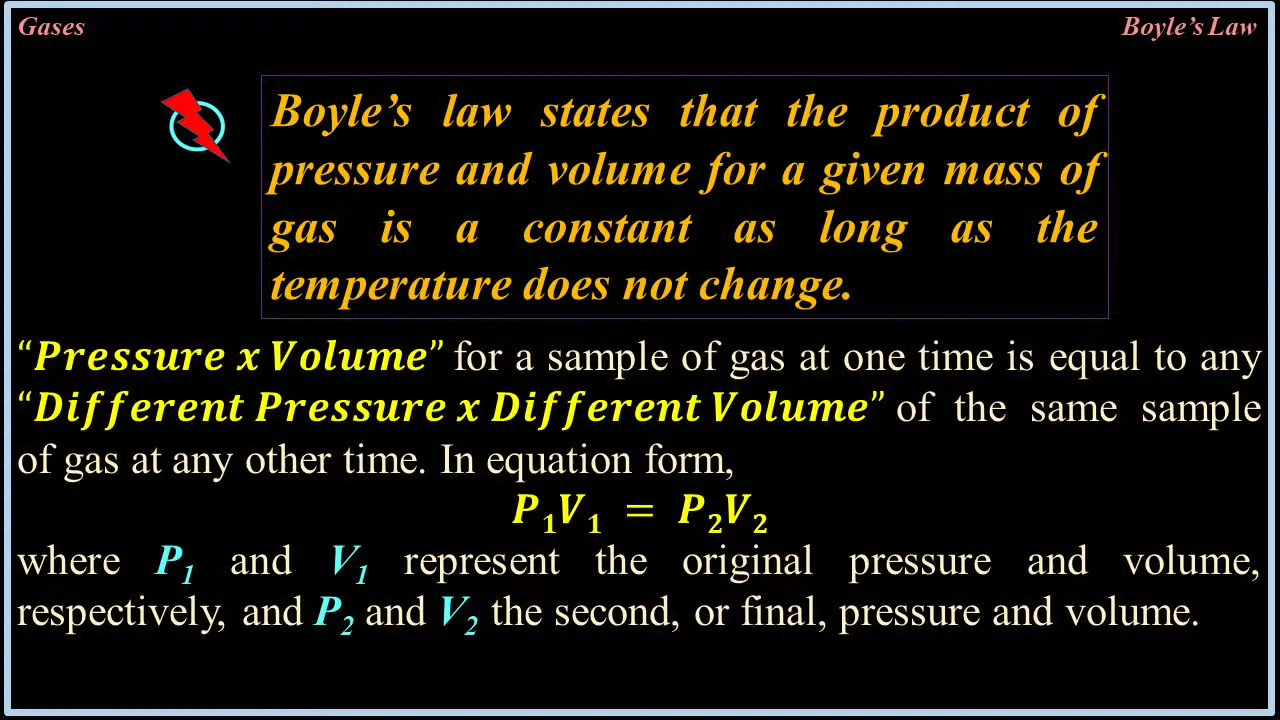 Gases
Boyle’s Law
Boyle’s law states that the product of
pressure and volume for a given mass of
gas is a constant as long as the
temperature does not change.
“Pressure x Volume” for a sample of gas at one time is equal to any
“Different Pressure x Different Volume” of the same sample
of gas at any other time. In equation form,
P₁V₁ = P₂V₂
where P₁ and V₁ represent the original pressure and volume,
respectively, and P₂ and V₂ the second, or final, pressure and volume.